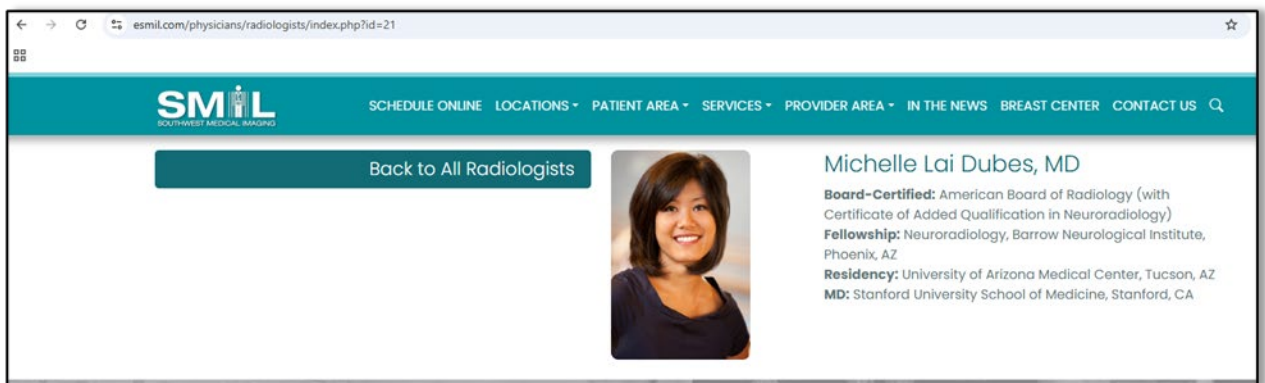 esmil.com/physicians/radiologists/index.php?id=21
SMIL
SOUTHWEST MEDICAL IMAGING
SCHEDULE ONLINE LOCATIONS PATIENT AREA SERVICES PROVIDER AREA IN THE NEWS BREAST CENTER CONTACT US
Back to All Radiologists
Michelle Lai Dubes, MD
Board-Certified: American Board of Radiology (with
Certificate of Added Qualification in Neuroradiology)
Fellowship: Neuroradiology, Barrow Neurological Institute,
Phoenix, AZ
Residency: University of Arizona Medical Center, Tucson, AZ
MD: Stanford University School of Medicine, Stanford, CA